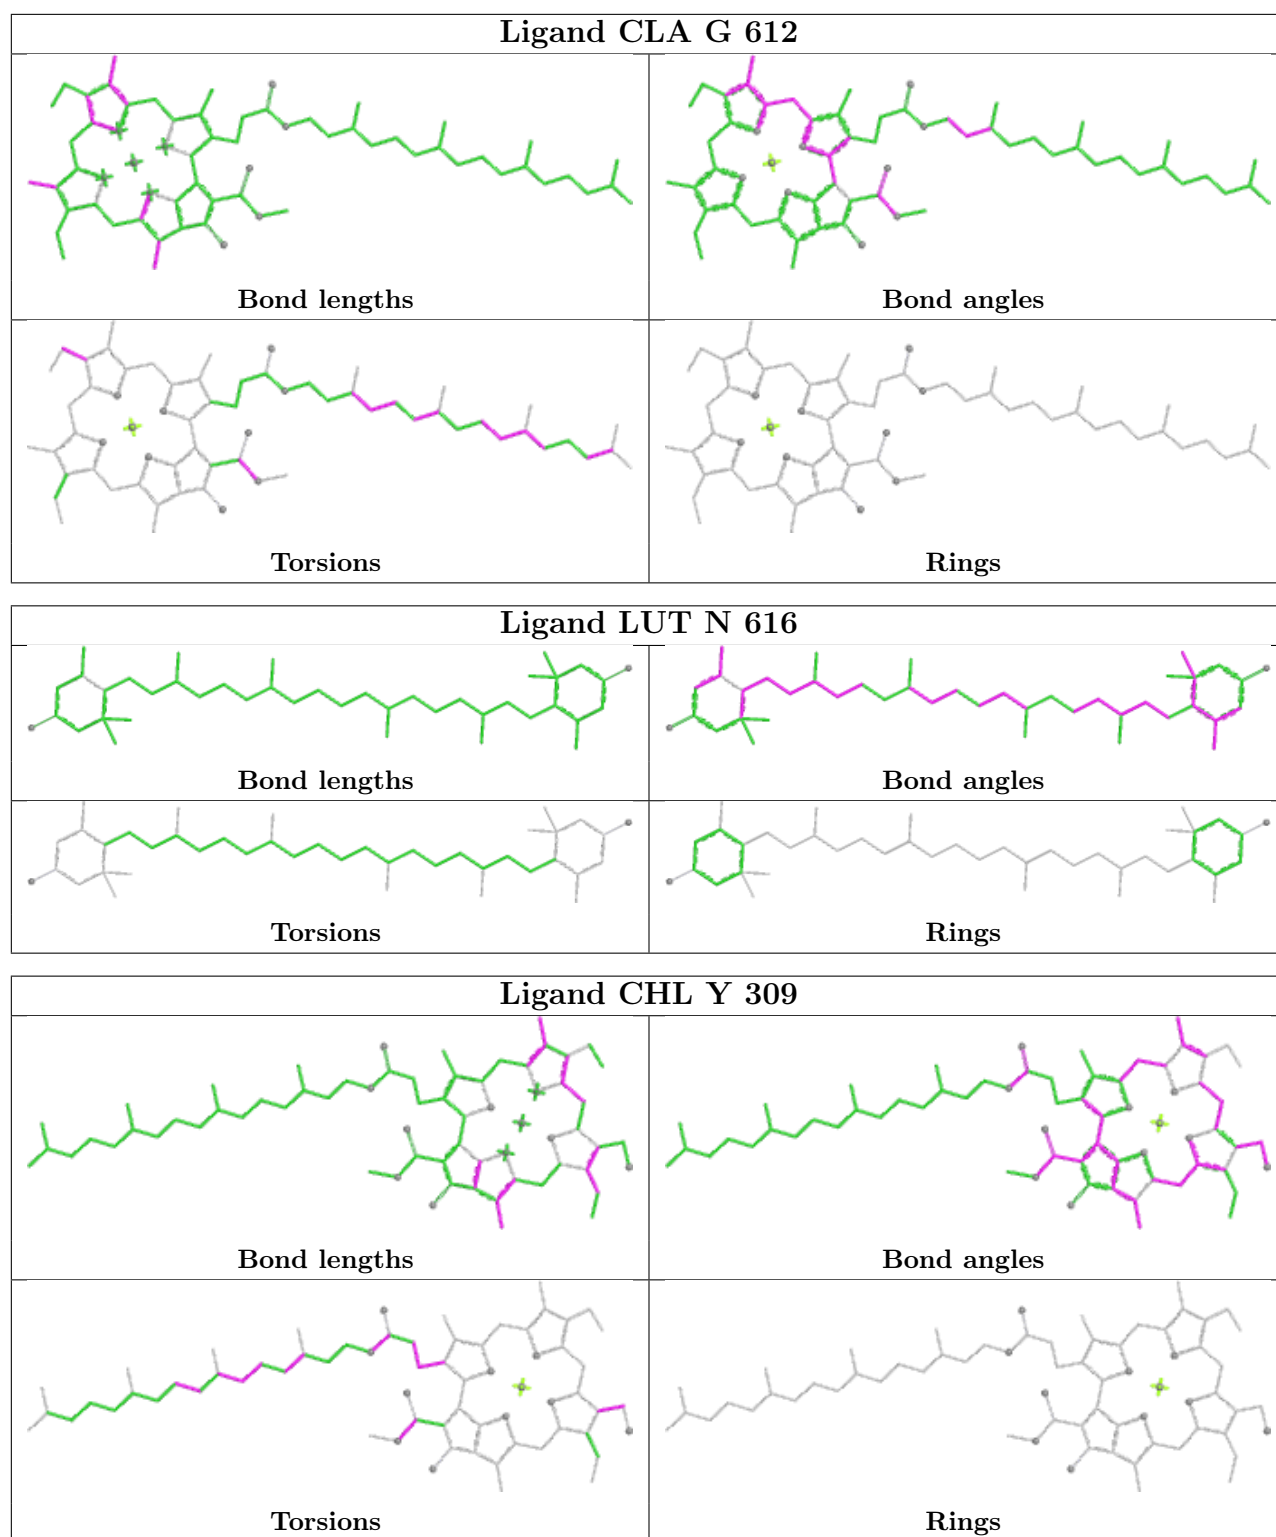 Ligand CLA G 612
Bond lengths
Bond angles
Torsions
Rings
Ligand LUT N 616
Bond lengths
Bond angles
Torsions
Rings
Ligand CHL Y 309
Bond lengths
Bond angles
Torsions
Rings